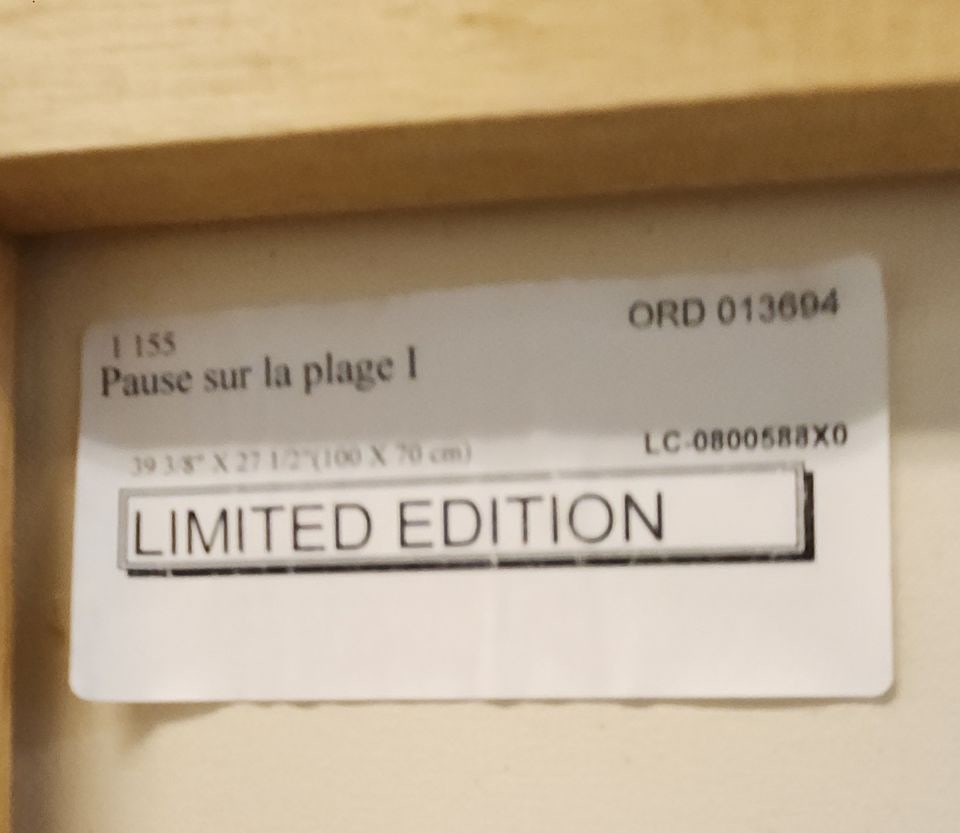 ORD 013694
1 155
Pause sur la plage I
LC-0800588X0
39 3/8" X 27 1/2"(100 X 70 cm)
LIMITED EDITION